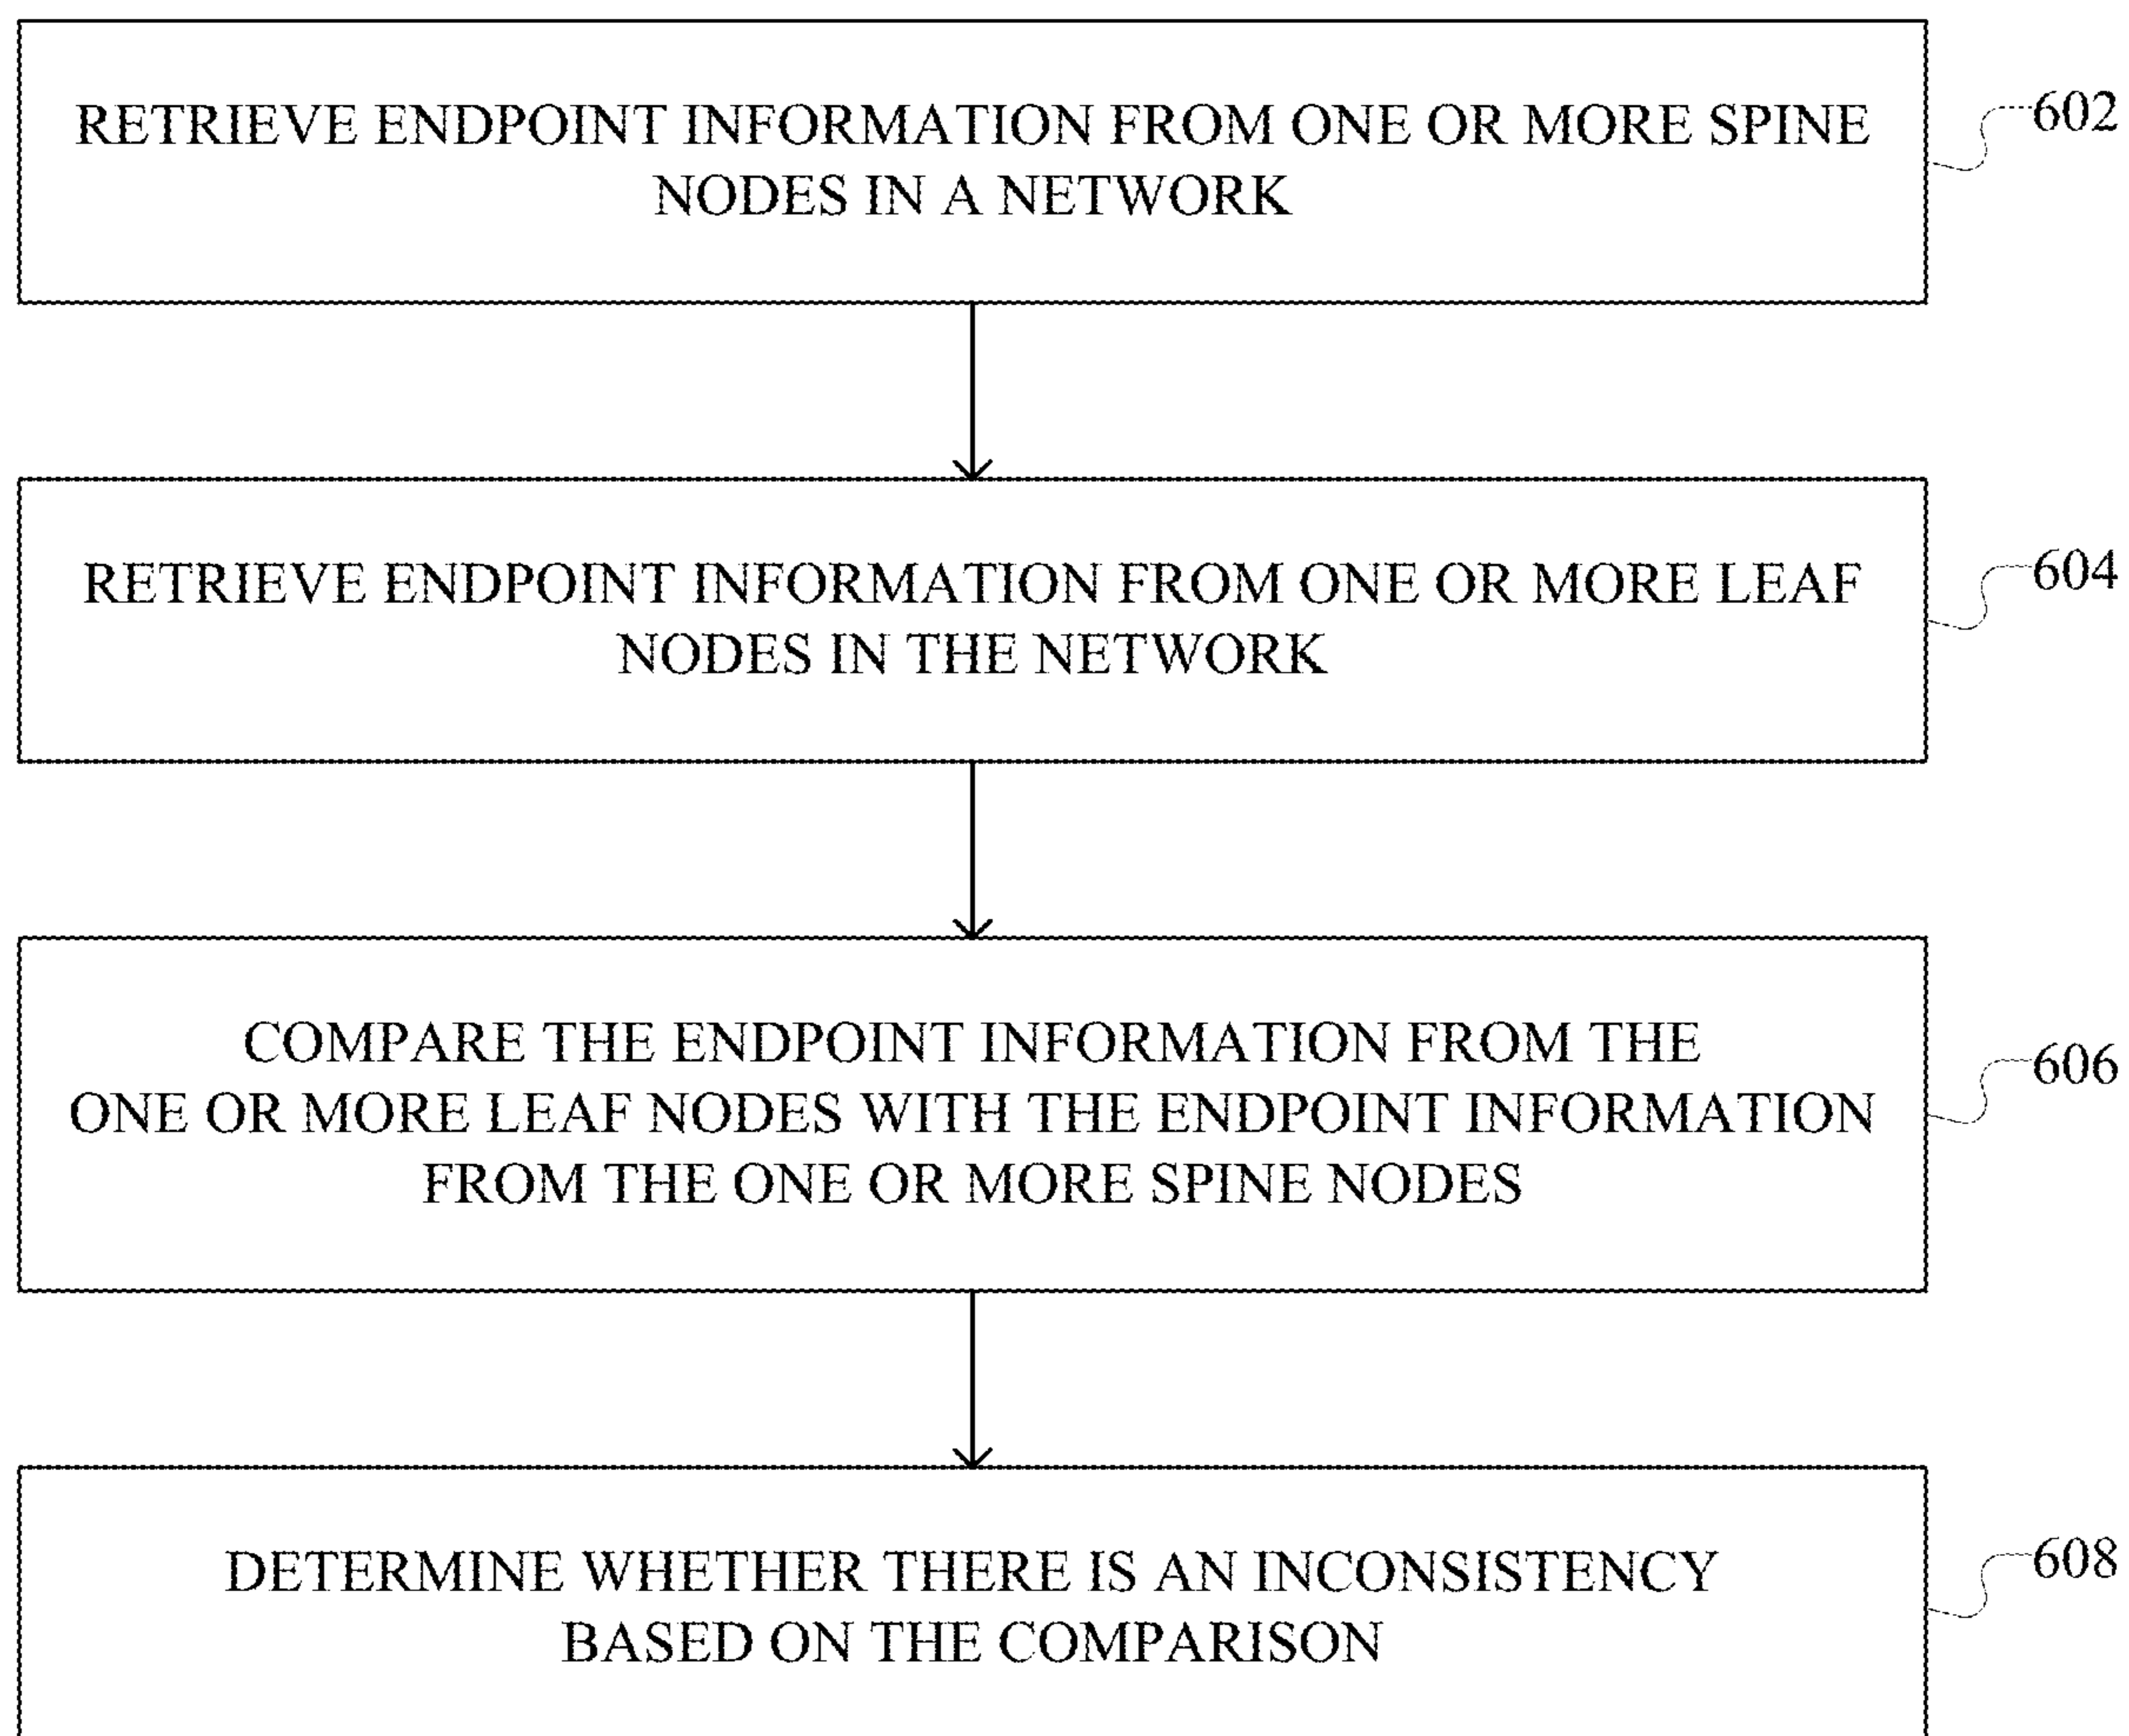 RETRIEVE ENDPOINT INFORMATION FROM ONE OR MORE SPINE
NODES IN A NETWORK
602
RETRIEVE ENDPOINT INFORMATION FROM ONE OR MORE LEAF
NODES IN THE NETWORK
604
COMPARE THE ENDPOINT INFORMATION FROM THE
ONE OR MORE LEAF NODES WITH THE ENDPOINT INFORMATION
FROM THE ONE OR MORE SPINE NODES
606
DETERMINE WHETHER THERE IS AN INCONSISTENCY
BASED ON THE COMPARISON
608